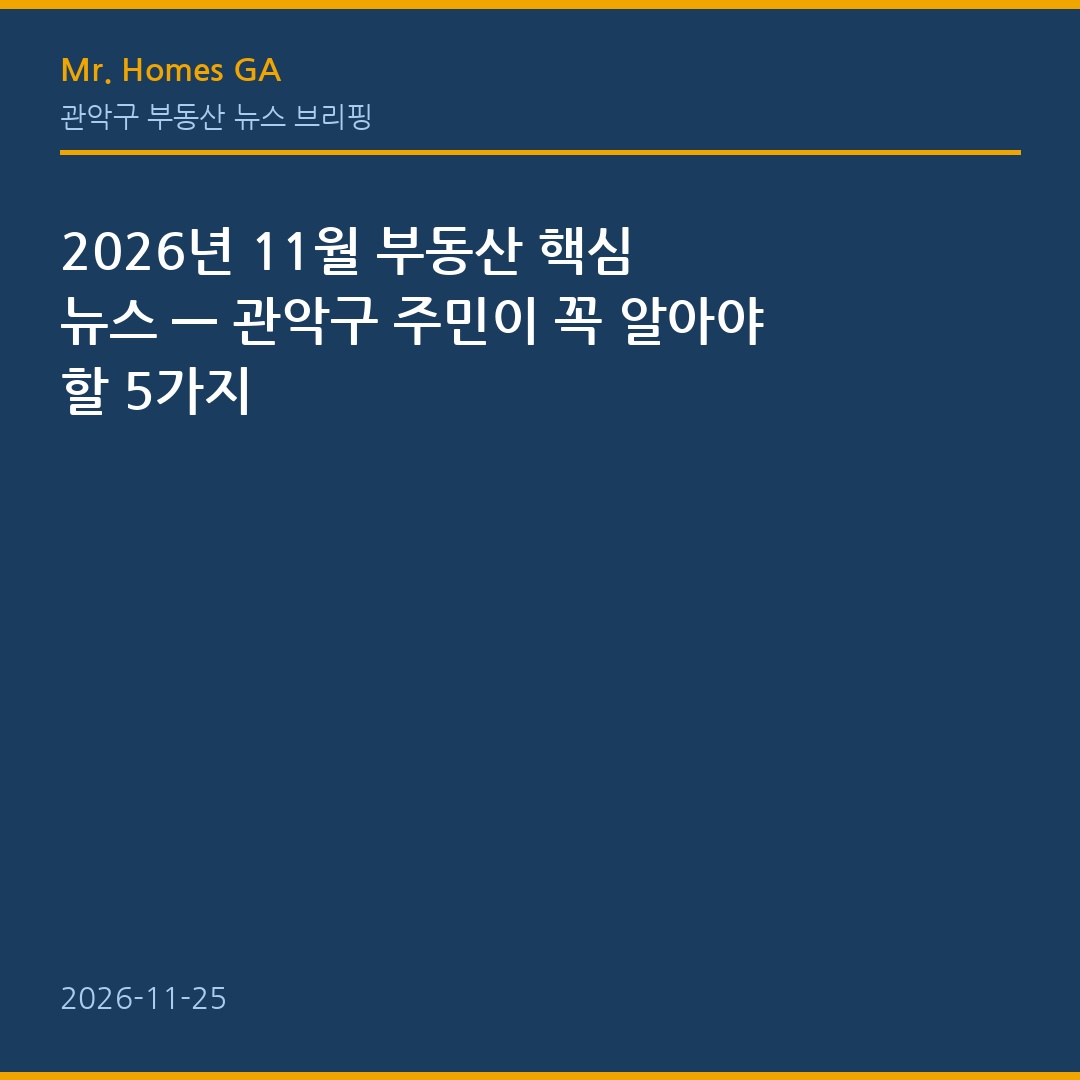 Mr. Homes GA
관악구 부동산 뉴스 브리핑
2026년 11월 부동산 핵심
뉴스 — 관악구 주민이 꼭 알아야
할 5가지
2026-11-25